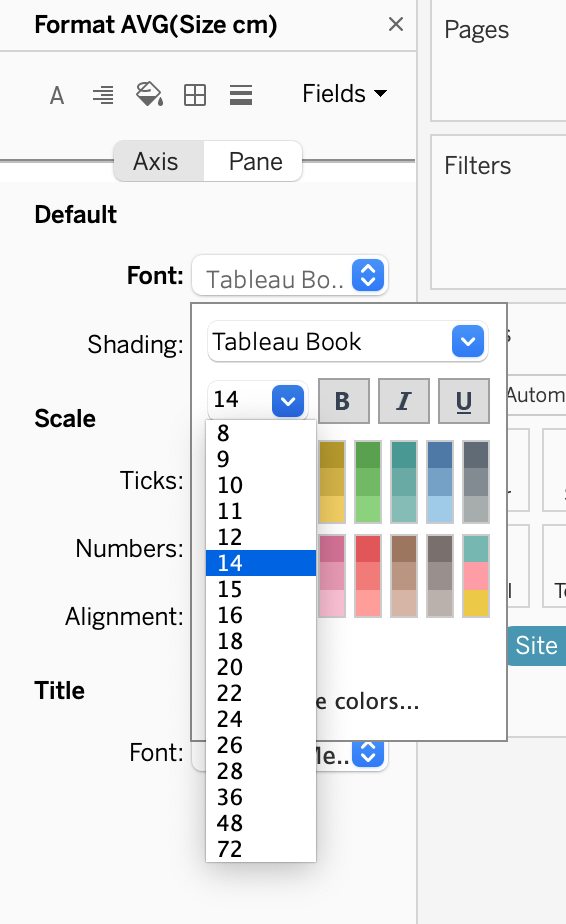 Format AVG(Size cm)
Pages
A
Fields
Axis Pane
Filters
Default
Font: Tableau Bo..
Shading: Tableau Book
14 B I U
Autom
Scale
8
9
10
11
12
14
15
16
18
20
22
24
26
28
36
48
72
Ticks:
Numbers:
Alignment:
Site
Title
e colors...
Font: Me..